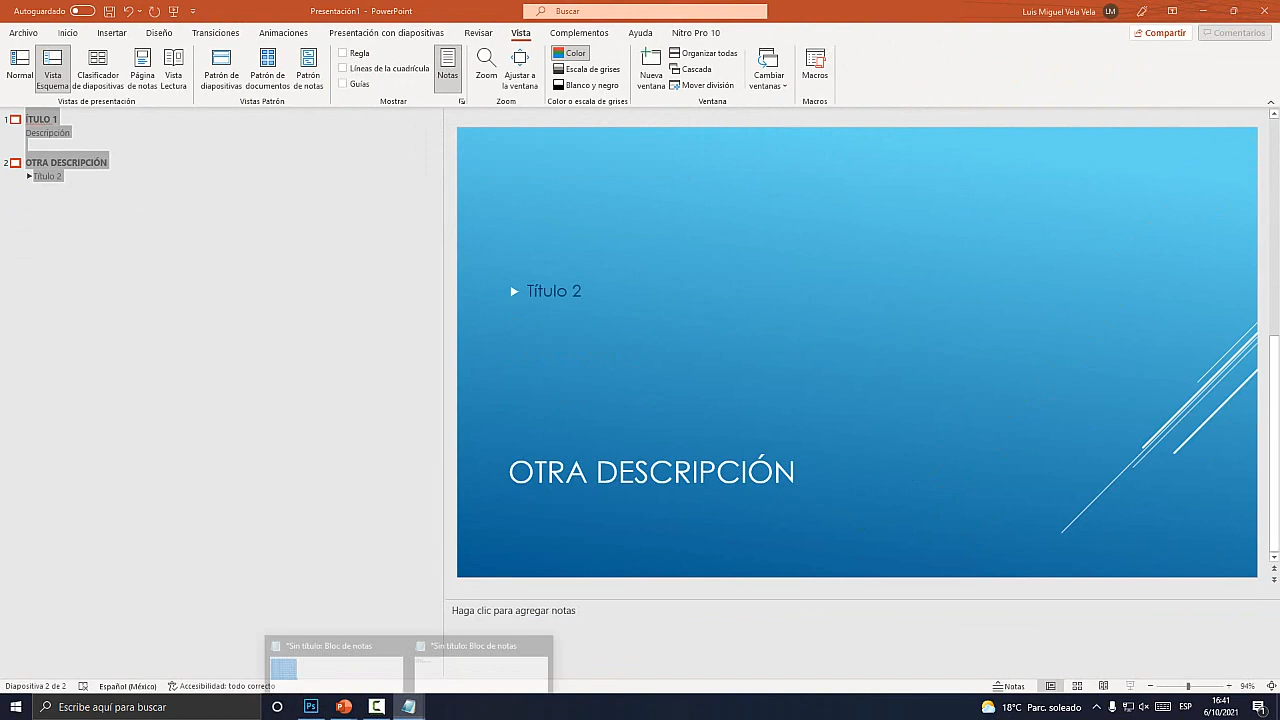 Autoguardado
Presentación1 - PowerPoint
Buscar
Luis Miguel Vela Vela
LM
Archivo
Inicio
Insertar
Diseño
Transiciones
Animaciones
Presentación con diapositivas
Revisar
Vista
Complementos
Ayuda
Nitro Pro 10
Compartir
Comentarios
Normal
Vista Esquema
Clasificador de diapositivas
Página de notas
Vista Lectura
Vistas de presentación
Patrón de diapositivas
Patrón de documentos
Patrón de notas
Vistas Patrón
Regla
Líneas de la cuadrícula
Guías
Mostrar
Notas
Zoom
Ajustar a la ventana
Zoom
Color
Escala de grises
Blanco y negro
Color o escala de grises
Nueva ventana
Organizar todas
Cascada
Mover división
Cambiar ventanas
Ventana
Macros
Macros
1
TÍTULO 1
Descripción
2
OTRA DESCRIPCIÓN
Título 2
Título 2
OTRA DESCRIPCIÓN
Haga clic para agregar notas
*Sin título: Bloc de notas
*Sin título: Bloc de notas
Diapositiva 2 de 2
Español (México)
Accesibilidad: todo correcto
Notas
94%
Escribe aquí para buscar
Ps
18°C
Parc. soleado
ESP
16:41
6/10/2021